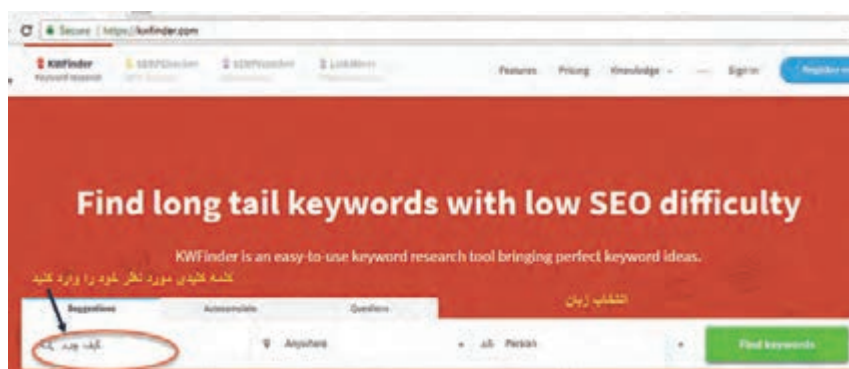 Secure | https://kwfinder.com
KWFinder SERPChecker SERPWatcher LinkMiner Features Pricing Knowledge Sign in
Keyword research
Find long tail keywords with low SEO difficulty
KWFinder is an easy-to-use keyword research tool bringing perfect keyword ideas.
کلمه کلیدی مورد نظر خود را وارد کنید
انتخاب زبان
Suggestions Autocomplete Questions
کیف چرم Anywhere Persian Find keywords